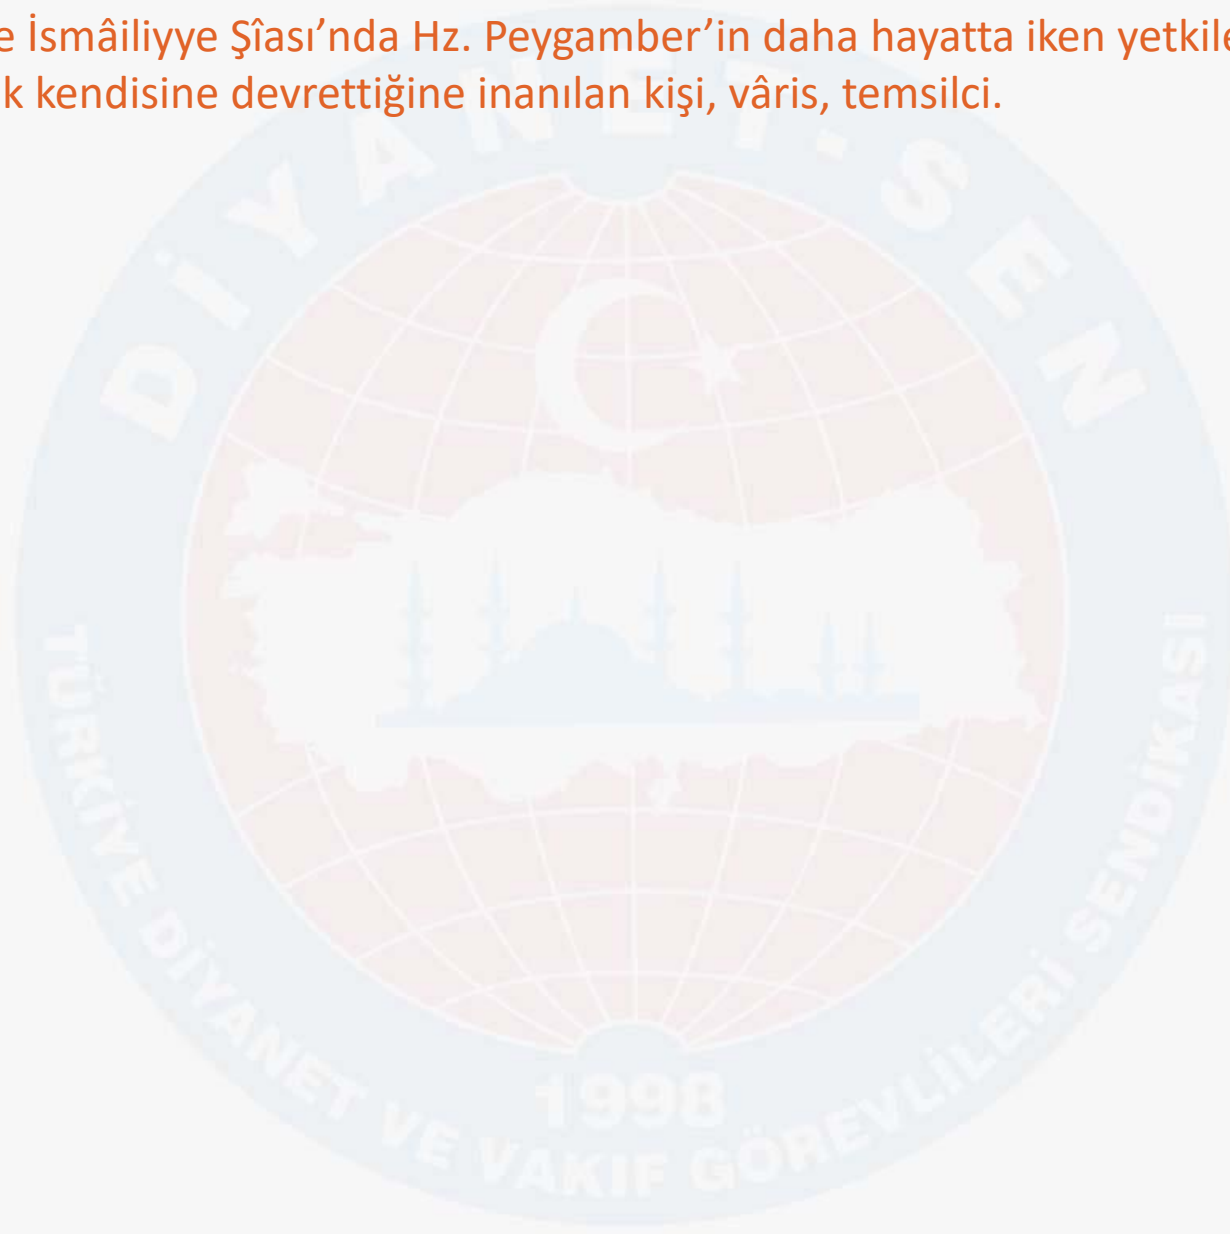 e İsmâiliyye Şîası’nda Hz. Peygamber’in daha hayatta iken yetkile
k kendisine devrettiğine inanılan kişi, vâris, temsilci.
DİYANET-SEN
TÜRKİYE DİYANET VE VAKIF GÖREVLİLERİ SENDİKASI
1998